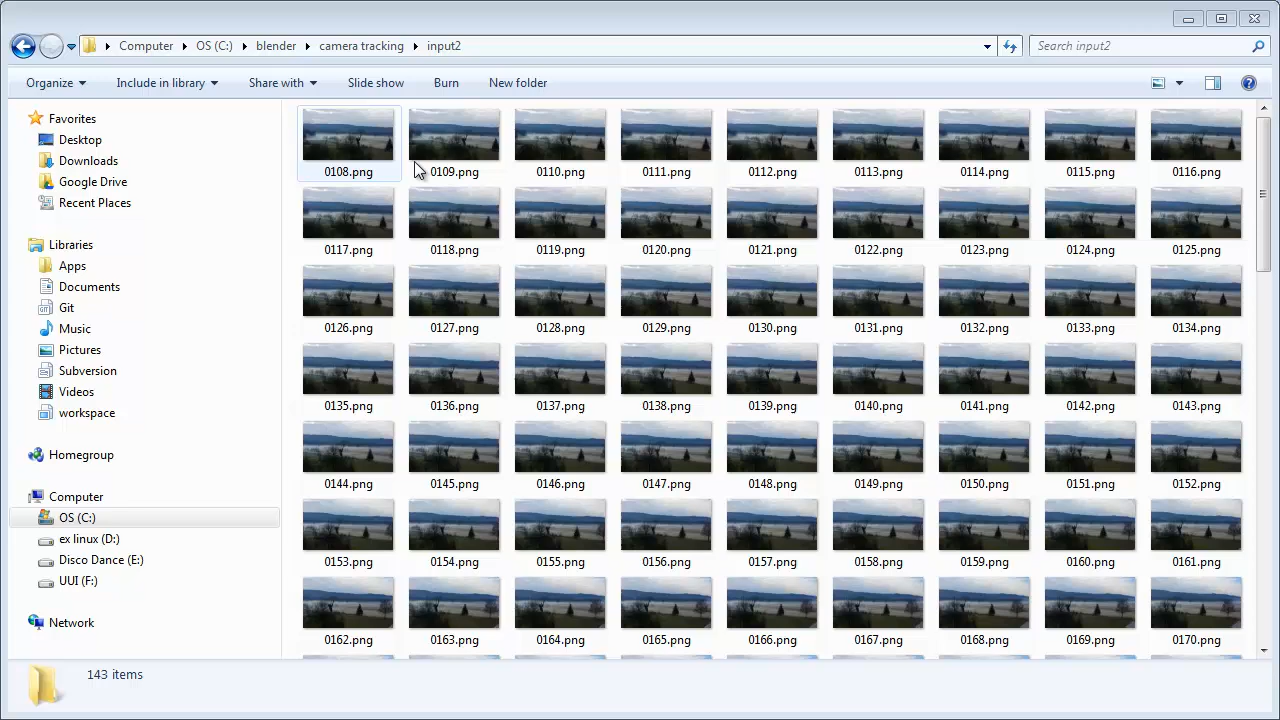 Computer OS (C:) blender camera tracking input2 Search input2
Organize Include in library Share with Slide show Burn New folder
Favorites
Desktop
Downloads
Google Drive
Recent Places
Libraries
Apps
Documents
Git
Music
Pictures
Subversion
Videos
workspace
Homegroup
Computer
OS (C:)
ex linux (D:)
Disco Dance (E:)
UUI (F:)
Network
0108.png 0109.png 0110.png 0111.png 0112.png 0113.png 0114.png 0115.png 0116.png
0117.png 0118.png 0119.png 0120.png 0121.png 0122.png 0123.png 0124.png 0125.png
0126.png 0127.png 0128.png 0129.png 0130.png 0131.png 0132.png 0133.png 0134.png
0135.png 0136.png 0137.png 0138.png 0139.png 0140.png 0141.png 0142.png 0143.png
0144.png 0145.png 0146.png 0147.png 0148.png 0149.png 0150.png 0151.png 0152.png
0153.png 0154.png 0155.png 0156.png 0157.png 0158.png 0159.png 0160.png 0161.png
0162.png 0163.png 0164.png 0165.png 0166.png 0167.png 0168.png 0169.png 0170.png
143 items